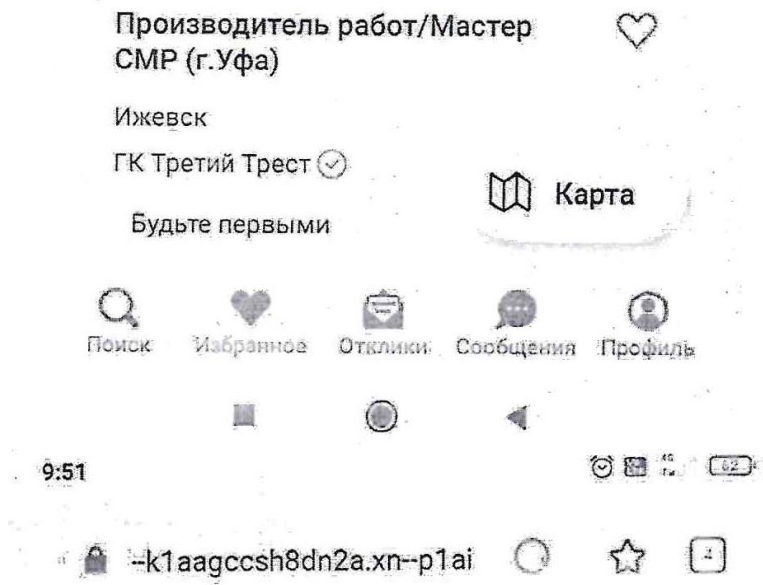 Производитель работ/Мастер
СМР (г.Уфа)
Ижевск
ГК Третий Трест
Карта
Будьте первыми
Поиск Избранное Отклики Сообщения Профиль
9:51
62
--k1aagccsh8dn2a.xn--p1ai